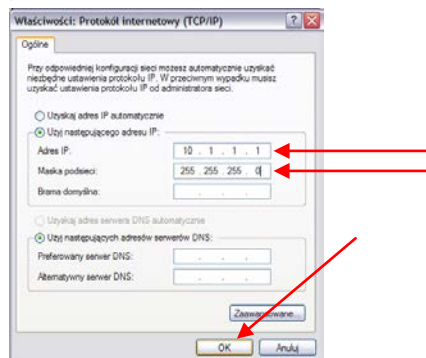 Właściwości: Protokół internetowy (TCP/IP)
Ogólne
Przy odpowiedniej konfiguracji sieci możesz automatycznie uzyskać
niezbędne ustawienia protokołu IP. W przeciwnym wypadku musisz
uzyskać ustawienia protokołu IP od administratora sieci.
Uzyskaj adres IP automatycznie
Użyj następującego adresu IP:
Adres IP: 10 . 1 . 1 . 1
Maska podsieci: 255 . 255 . 255 . 0
Brama domyślna: . . .
Uzyskaj adres serwera DNS automatycznie
Użyj następujących adresów serwerów DNS:
Preferowany serwer DNS: . . .
Alternatywny serwer DNS: . . .
Zaawansowane...
OK Anuluj